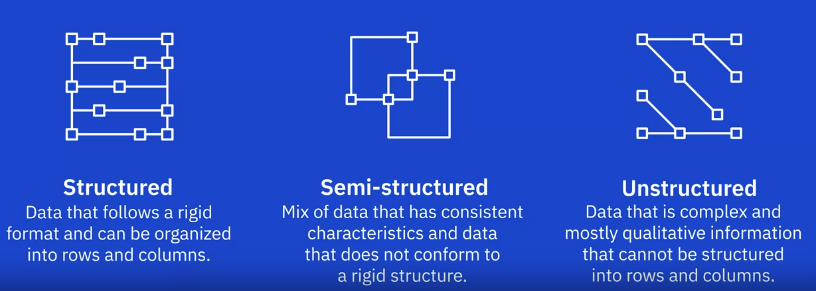 Structured
Data that follows a rigid
format and can be organized
into rows and columns.
Semi-structured
Mix of data that has consistent
characteristics and data
that does not conform to
a rigid structure.
Unstructured
Data that is complex and
mostly qualitative information
that cannot be structured
into rows and columns.